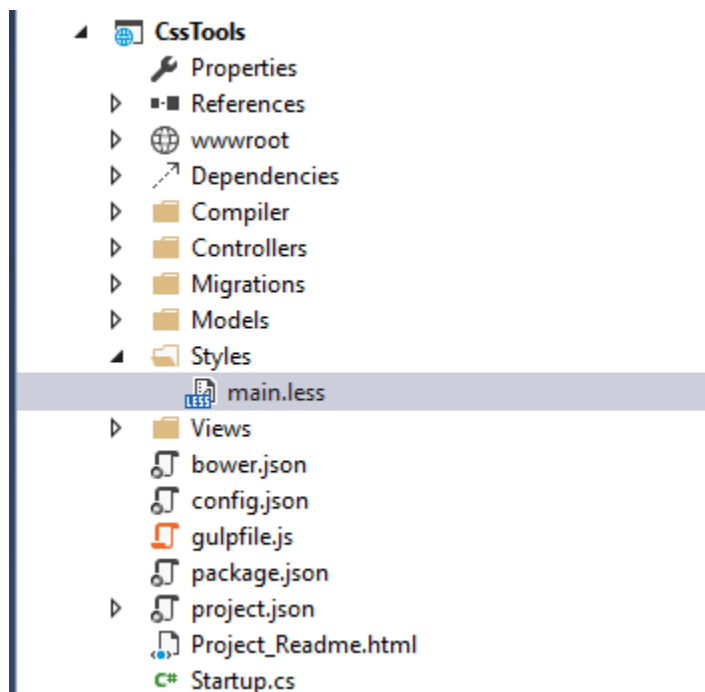 CssTools
Properties
References
wwwroot
Dependencies
Compiler
Controllers
Migrations
Models
Styles
LESS main.less
Views
bower.json
config.json
gulpfile.js
package.json
project.json
Project_Readme.html
C# Startup.cs